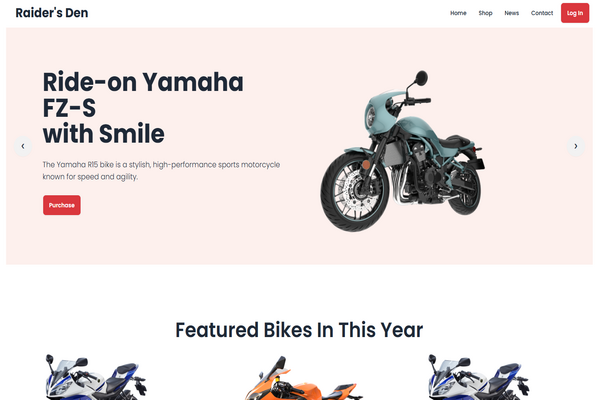 Raider's Den
Home Shop News Contact Log In
Ride-on Yamaha
FZ-S
with Smile
The Yamaha R15 bike is a stylish, high-performance sports motorcycle
known for speed and agility.
Purchase
Featured Bikes In This Year